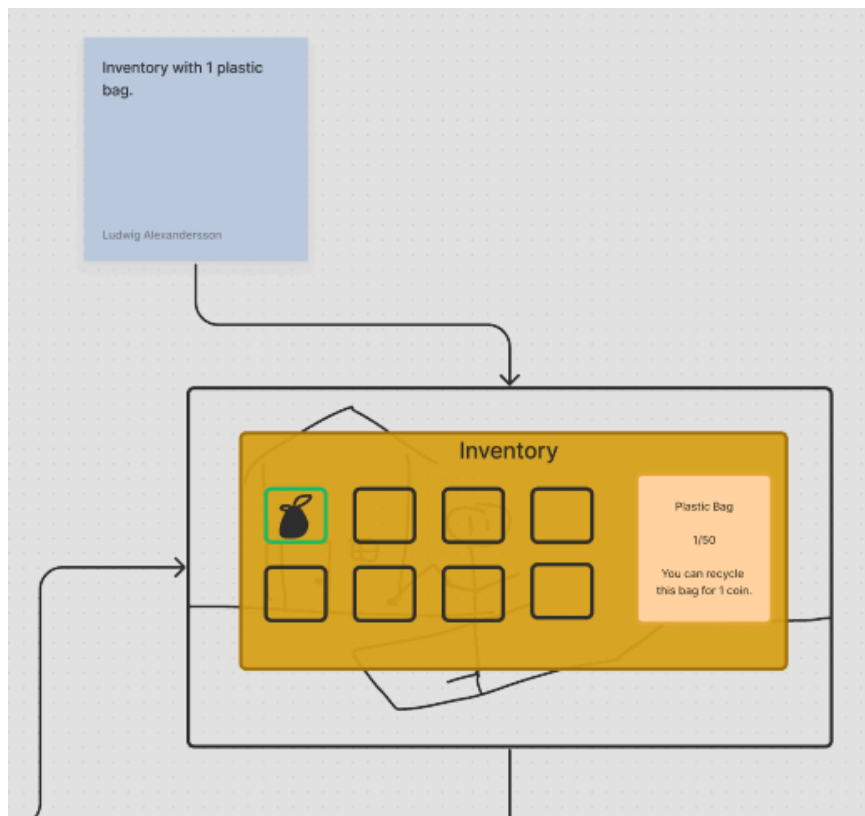 Inventory with 1 plastic
bag.
Ludwig Alexandersson
Inventory
Plastic Bag
1/50
You can recycle
this bag for 1 coin.